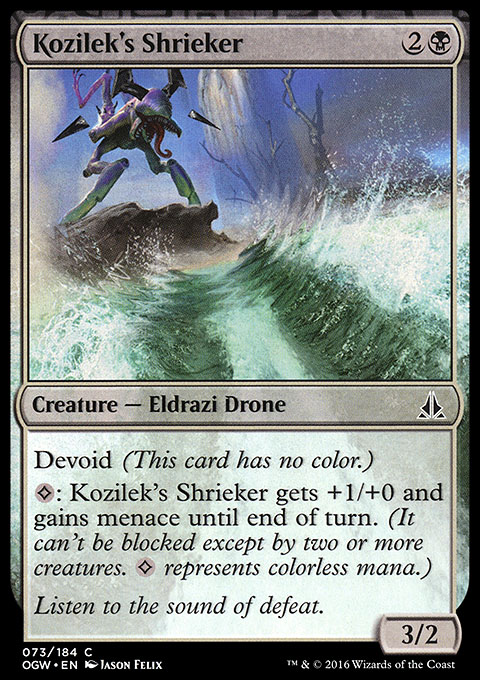 Kozilek's Shrieker 2
Creature — Eldrazi Drone
Devoid (This card has no color.)
: Kozilek's Shrieker gets +1/+0 and
gains menace until end of turn. (It
can't be blocked except by two or more
creatures. represents colorless mana.)
Listen to the sound of defeat.
3/2
073/184 C
OGW • EN Jason Felix
™ & © 2016 Wizards of the Coast